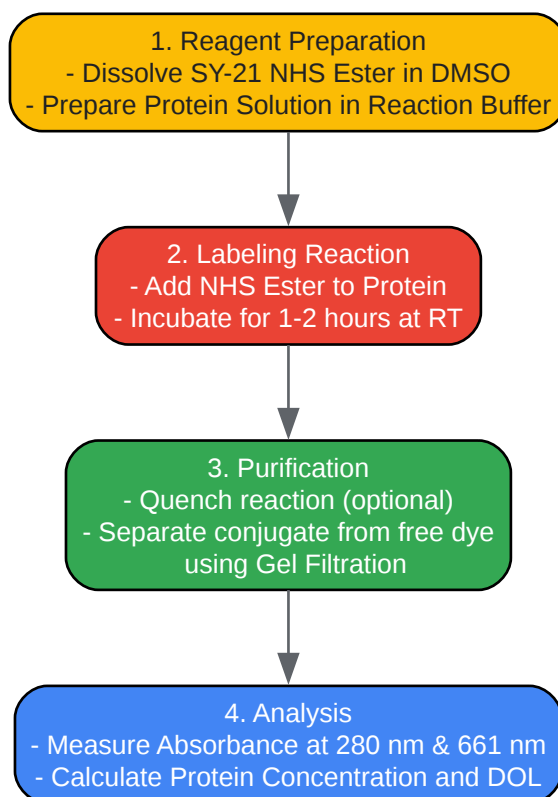 1. Reagent Preparation
- Dissolve SY-21 NHS Ester in DMSO
- Prepare Protein Solution in Reaction Buffer
2. Labeling Reaction
- Add NHS Ester to Protein
- Incubate for 1-2 hours at RT
3. Purification
- Quench reaction (optional)
- Separate conjugate from free dye
using Gel Filtration
4. Analysis
- Measure Absorbance at 280 nm & 661 nm
- Calculate Protein Concentration and DOL